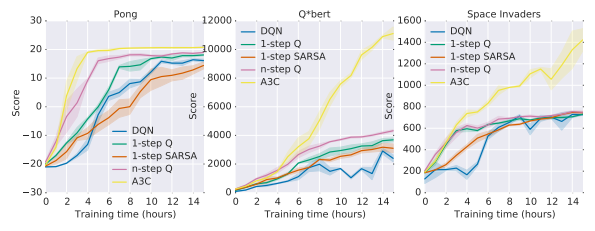 Pong
Score
30
20
10
0
−10
−20
−30
0 2 4 6 8 10 12 14
Training time (hours)
DQN
1-step Q
1-step SARSA
n-step Q
A3C
Q*bert
Score
12000
10000
8000
6000
4000
2000
0
0 2 4 6 8 10 12 14
Training time (hours)
DQN
1-step Q
1-step SARSA
n-step Q
A3C
Space Invaders
Score
1600
1400
1200
1000
800
600
400
200
0
0 2 4 6 8 10 12 14
Training time (hours)
DQN
1-step Q
1-step SARSA
n-step Q
A3C